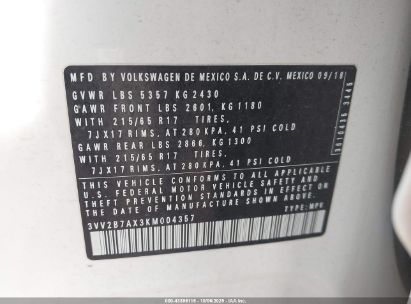 MFD BY VOLKSWAGEN DE MEXICO S.A. DE C.V. MEXICO 09/18
GVWR LBS 5357 KG 2430
GAWR FRONT LBS 2601, KG 1180
WITH 215/65 R17 TIRES,
7JX17 RIMS, AT 280 KPA, 41 PSI COLD
GAWR REAR LBS 2866, KG 1300
WITH 215/65 R17 TIRES,
7JX17 RIMS, AT 280 KPA, 41 PSI COLD
THIS VEHICLE CONFORMS TO ALL APPLICABLE
U.S. FEDERAL MOTOR VEHICLE SAFETY AND
THEFT PREVENTION STANDARDS IN EFFECT ON THE
DATE OF MANUFACTURE SHOWN ABOVE
3VV2B7AX3KM004357
TYPE: MPV